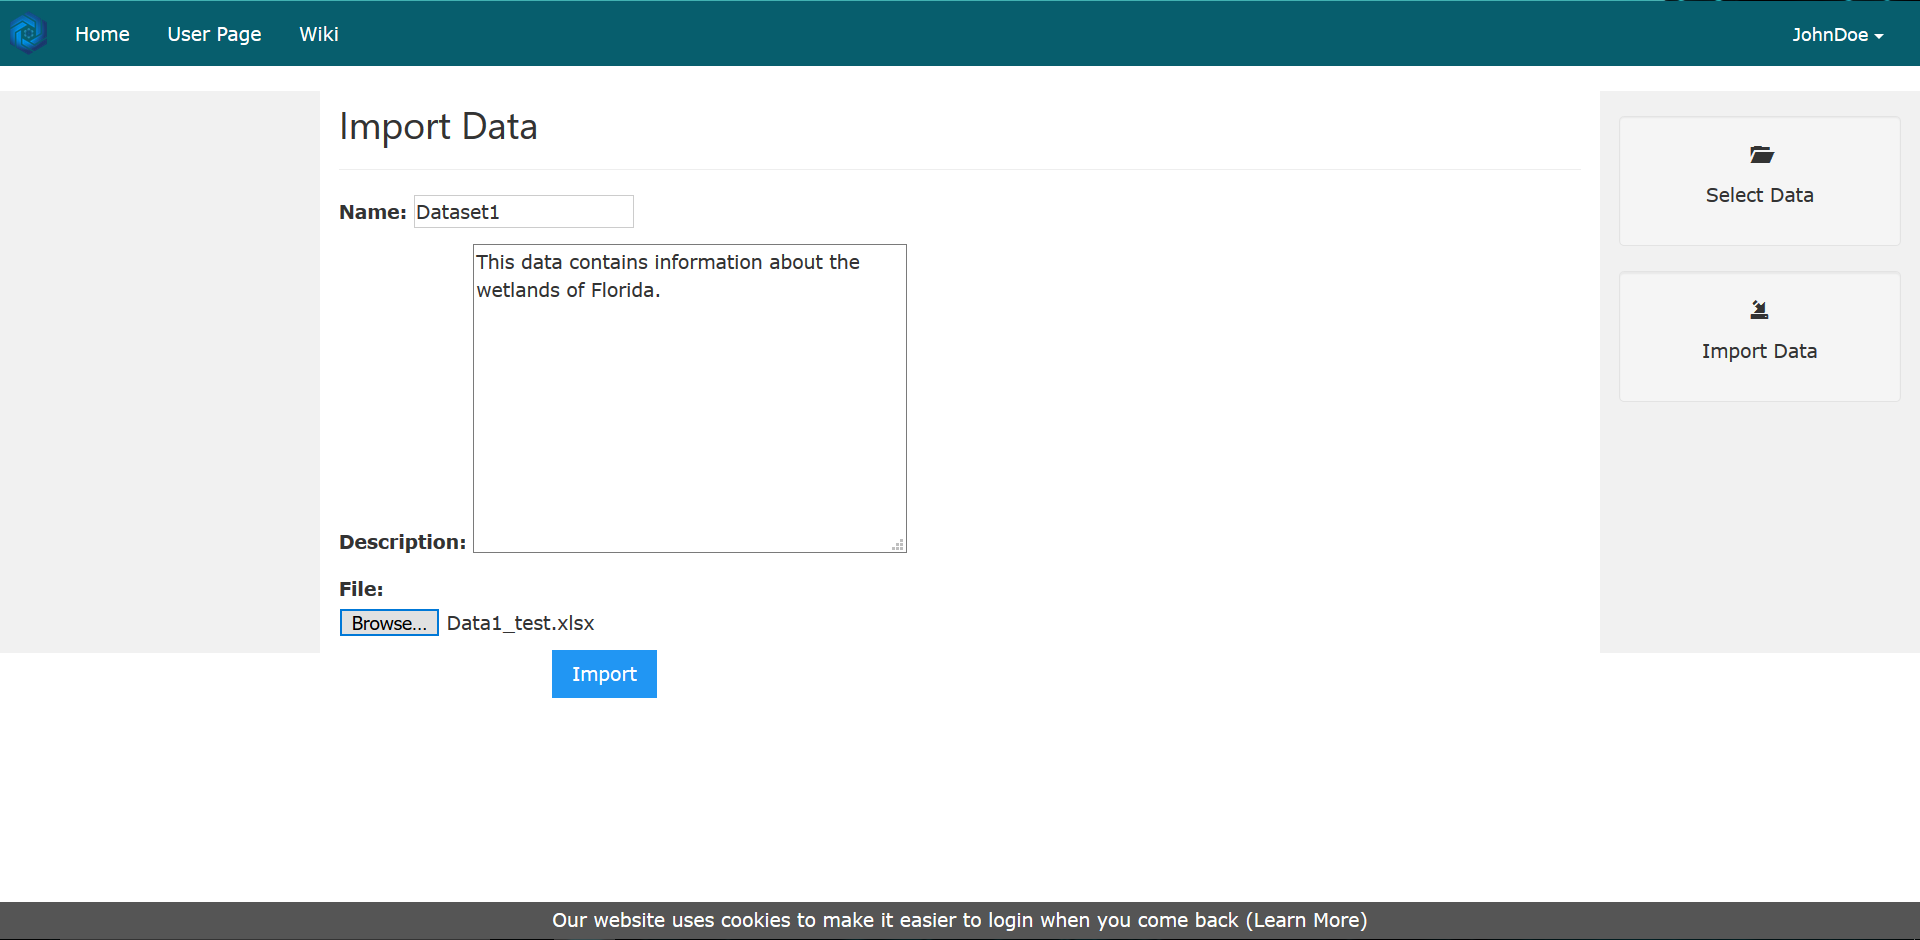 Home User Page Wiki JohnDoe
Import Data
Name: Dataset1
This data contains information about the
wetlands of Florida.
Description:
File:
Browse... Data1_test.xlsx
Import
Select Data
Import Data
Our website uses cookies to make it easier to login when you come back (Learn More)